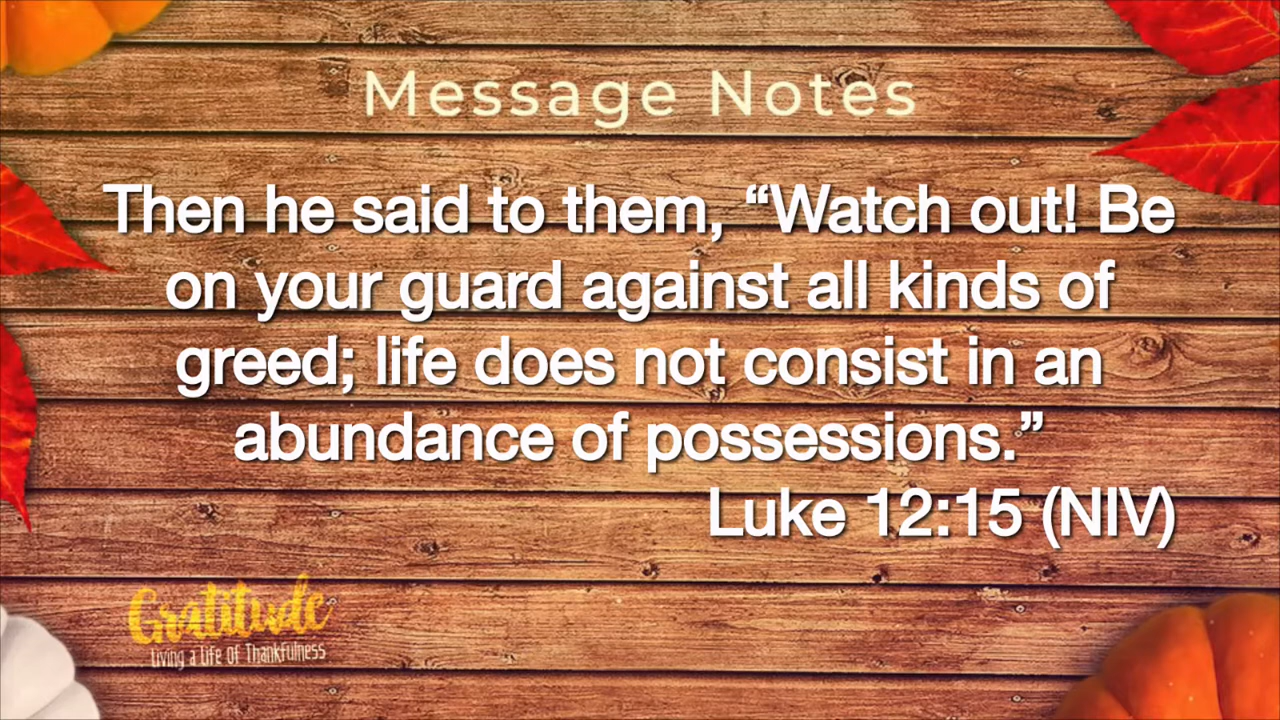 Message Notes
Then he said to them, “Watch out! Be
on your guard against all kinds of
greed; life does not consist in an
abundance of possessions.”
Luke 12:15 (NIV)
Gratitude
Living a Life of Thankfulness